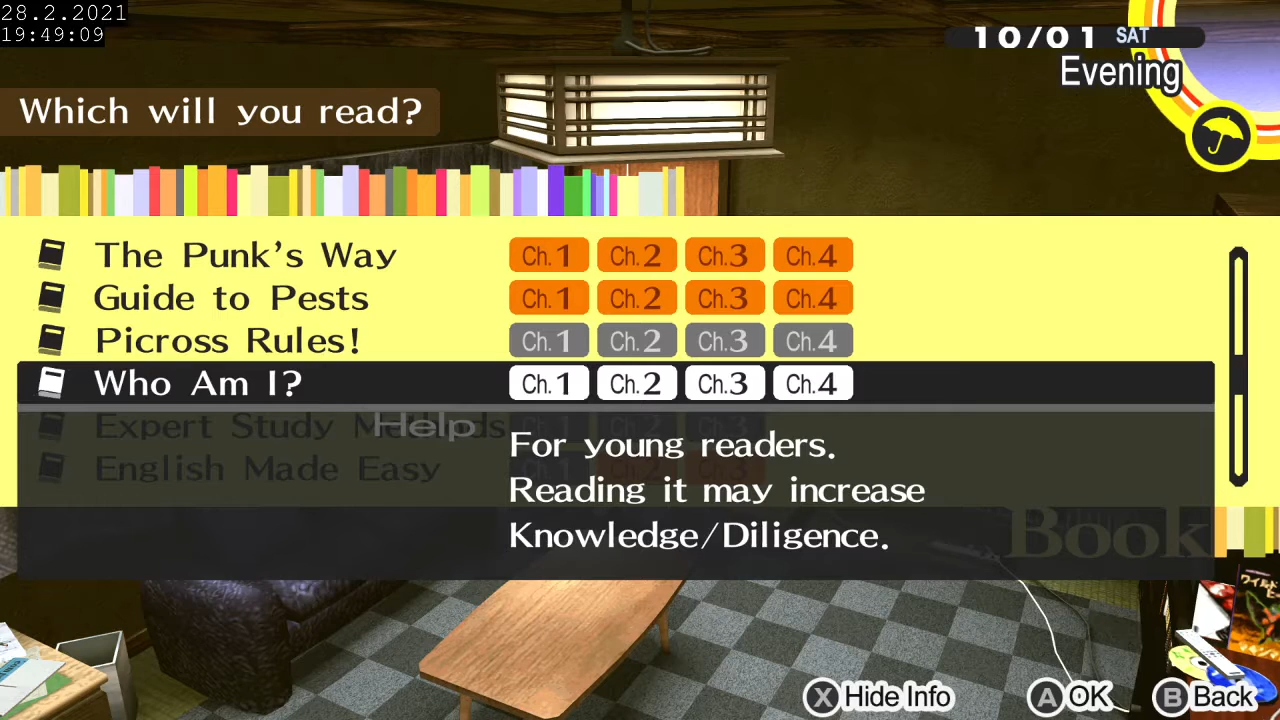 28.2.2021
19:49:09
10/01 SAT
Evening
Which will you read?
The Punk's Way Ch.1 Ch.2 Ch.3 Ch.4
Guide to Pests Ch.1 Ch.2 Ch.3 Ch.4
Picross Rules! Ch.1 Ch.2 Ch.3 Ch.4
Who Am I? Ch.1 Ch.2 Ch.3 Ch.4
Expert Study Methods
English Made Easy
Help
For young readers.
Reading it may increase
Knowledge/Diligence.
Book
X Hide Info A OK B Back